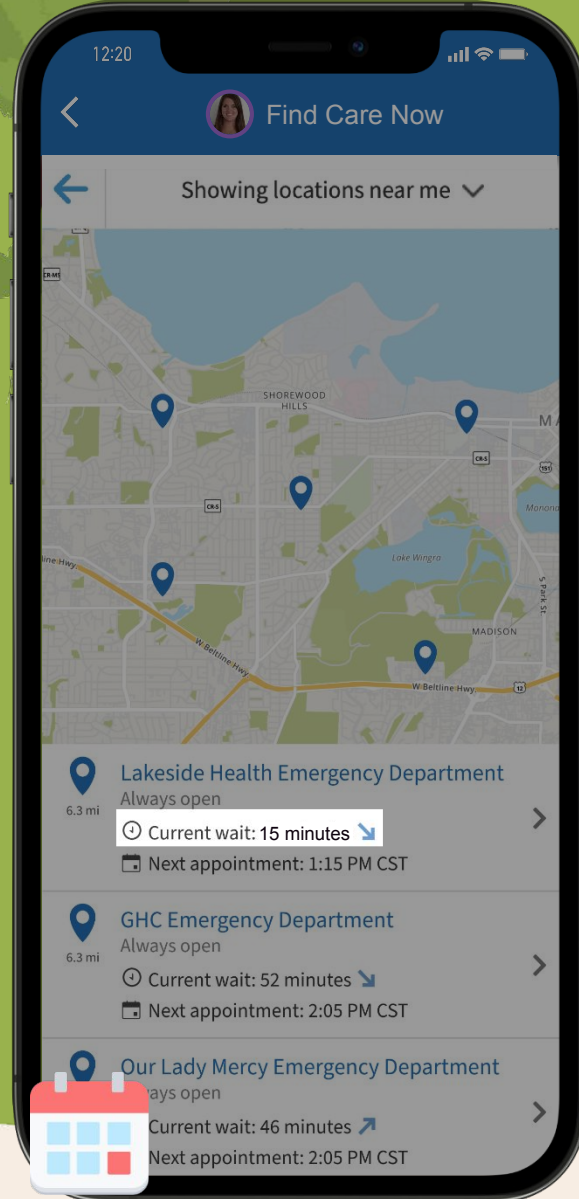 12:20
Find Care Now
Showing locations near me
CR-MS
SHOREWOOD
HILLS
M
CR-S
151
CR-S
Monona
Lake Wingra
line Hwy
S Park St.
W Beltline Hwy
MADISON
W Beltline Hwy
12
Lakeside Health Emergency Department
6.3 mi
Always open
Current wait: 15 minutes
Next appointment: 1:15 PM CST
GHC Emergency Department
6.3 mi
Always open
Current wait: 52 minutes
Next appointment: 2:05 PM CST
Our Lady Mercy Emergency Department
ays open
Current wait: 46 minutes
Next appointment: 2:05 PM CST